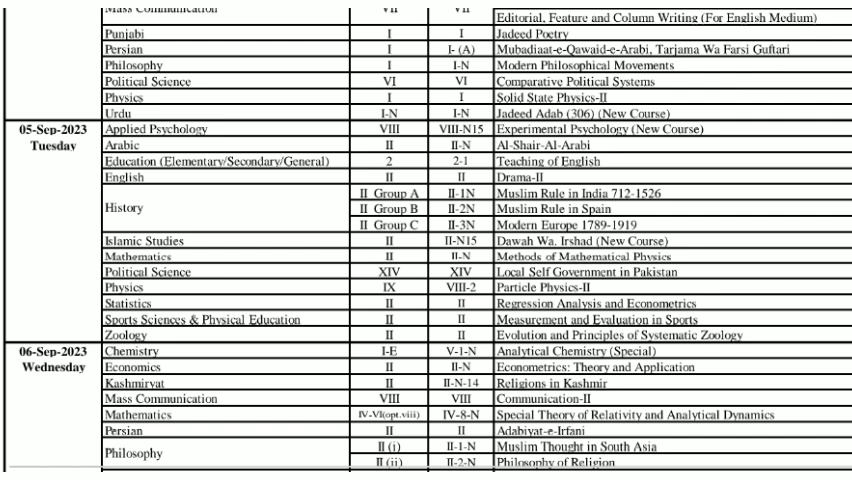 Mass Communication VII VII
Editorial, Feature and Column Writing (For English Medium)
Punjabi I I Jadeed Poetry
Persian I I- (A) Mubadiaat-e-Qawaid-e-Arabi, Tarjama Wa Farsi Guftari
Philosophy I I-N Modern Philosophical Movements
Political Science VI VI Comparative Political Systems
Physics I I Solid State Physics-II
Urdu I-N I-N Jadeed Adab (306) (New Course)
05-Sep-2023 Applied Psychology VIII VIII-N15 Experimental Psychology (New Course)
Tuesday Arabic II II-N Al-Shair-Al-Arabi
Education (Elementary/Secondary/General) 2 2-1 Teaching of English
English II II Drama-II
II Group A II-1N Muslim Rule in India 712-1526
History II Group B II-2N Muslim Rule in Spain
II Group C II-3N Modern Europe 1789-1919
Islamic Studies II II-N15 Dawah Wa. Irshad (New Course)
Mathematics II II-N Methods of Mathematical Physics
Political Science XIV XIV Local Self Government in Pakistan
Physics IX VIII-2 Particle Physics-II
Statistics II II Regression Analysis and Econometrics
Sports Sciences & Physical Education II II Measurement and Evaluation in Sports
Zoology II II Evolution and Principles of Systematic Zoology
06-Sep-2023 Chemistry I-E V-1-N Analytical Chemistry (Special)
Wednesday Economics II II-N Econometrics: Theory and Application
Kashmiryat II II-N-14 Religions in Kashmir
Mass Communication VIII VIII Communication-II
Mathematics IV-VI(opt.viii) IV-8-N Special Theory of Relativity and Analytical Dynamics
Persian II II Adabiyat-e-Irfani
Philosophy II (i) II-1-N Muslim Thought in South Asia
II (ii) II-2-N Philosophy of Religion